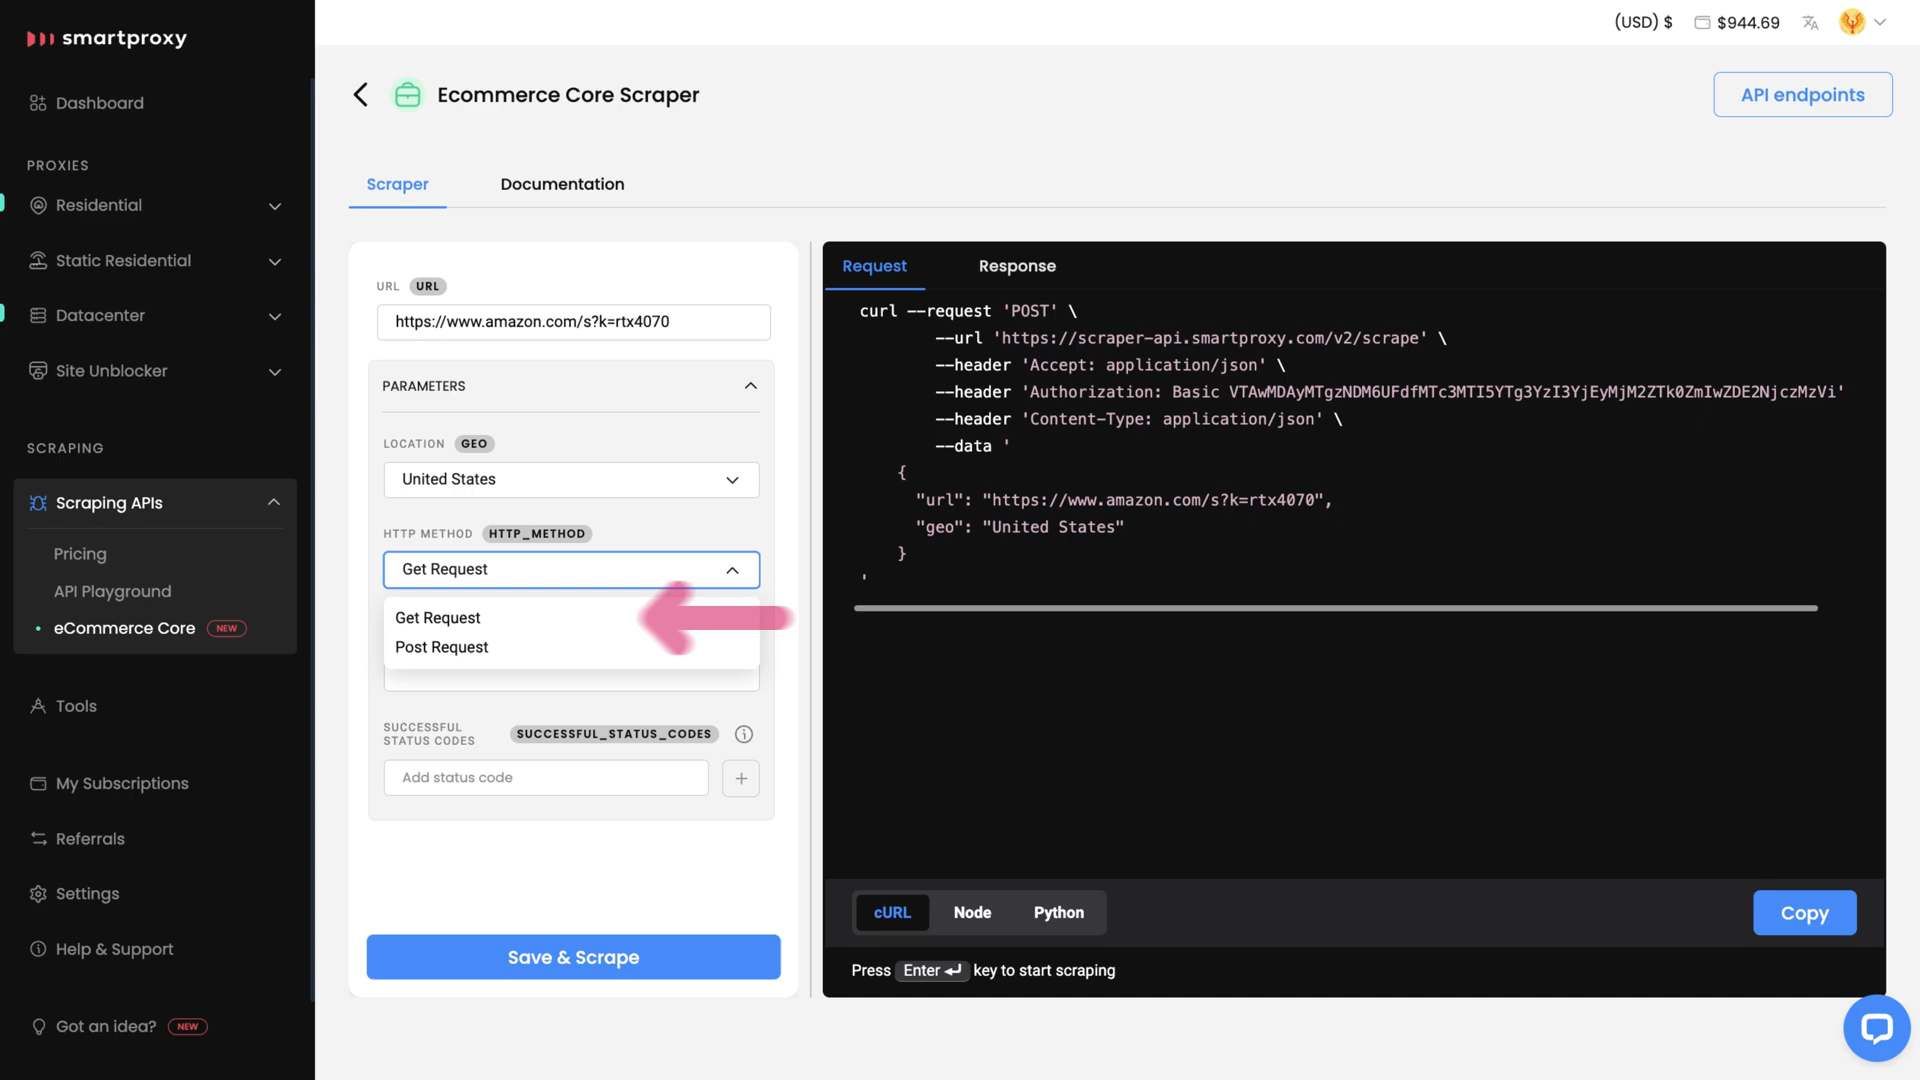 smartproxy
(USD) $
$944.69
Dashboard
PROXIES
Residential
Static Residential
Datacenter
Site Unblocker
SCRAPING
Scraping APIs
Pricing
API Playground
eCommerce Core NEW
Tools
My Subscriptions
Referrals
Settings
Help & Support
Got an idea? NEW
Ecommerce Core Scraper
API endpoints
Scraper
Documentation
URL URL
https://www.amazon.com/s?k=rtx4070
PARAMETERS
LOCATION GEO
United States
HTTP METHOD HTTP_METHOD
Get Request
Get Request
Post Request
SUCCESSFUL
STATUS CODES
SUCCESSFUL_STATUS_CODES
Add status code
+
Save & Scrape
Request
Response
curl --request 'POST' \
--url 'https://scraper-api.smartproxy.com/v2/scrape' \
--header 'Accept: application/json' \
--header 'Authorization: Basic VTAwMDAyMTgzNDM6UFdfMTc3MTI5YTg3YzI3YjEyMjM2ZTk0ZmIwZDE2NjczMzVi'
--header 'Content-Type: application/json' \
--data '
{
"url": "https://www.amazon.com/s?k=rtx4070",
"geo": "United States"
}
'
cURL
Node
Python
Copy
Press Enter key to start scraping